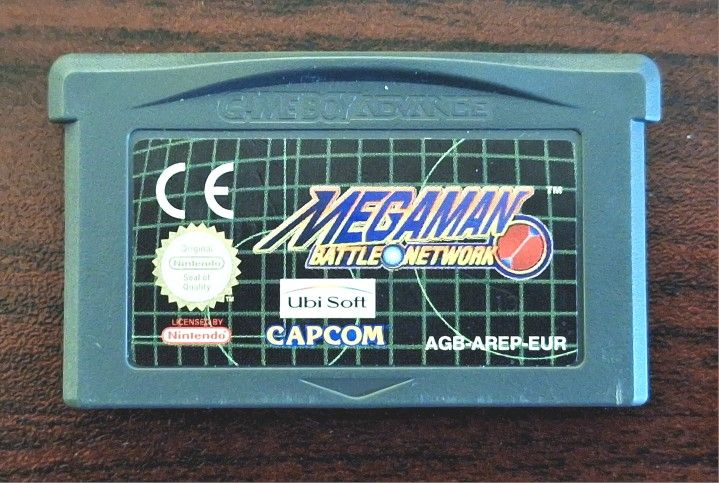 GAME BOY ADVANCE
CE
MEGAMAN ™
BATTLE NETWORK
Original
Nintendo
Seal of
Quality
™
Ubi Soft
LICENSED BY
Nintendo
CAPCOM
AGB-AREP-EUR